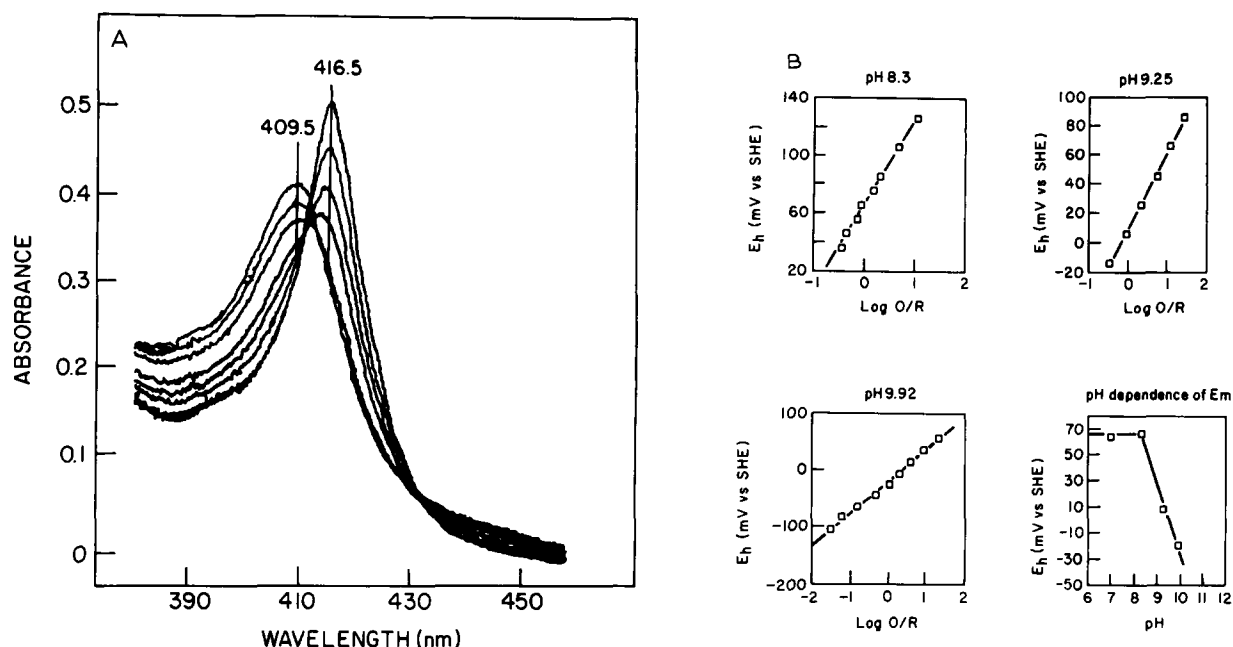 A
416.5
409.5
0.5
0.4
0.3
0.2
0.1
0
390
410
430
450
ABSORBANCE
WAVELENGTH (nm)
B
pH 8.3
140
100
60
20
-1
0
1
2
Eh (mV vs SHE)
Log O/R
pH 9.25
100
80
60
40
20
0
-20
-1
0
1
2
Eh (mV vs SHE)
Log O/R
pH 9.92
100
0
-100
-200
-2
-1
0
1
2
Eh (mV vs SHE)
Log O/R
pH dependence of Em
70
50
30
10
-10
-30
-50
6 7 8 9 10 11 12
Eh (mV vs SHE)
pH